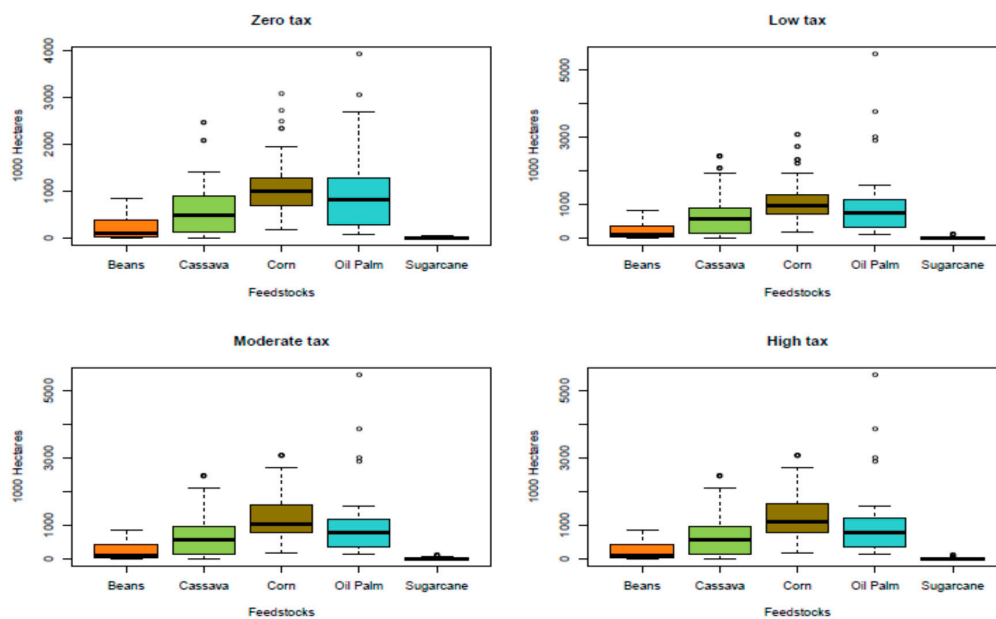 Zero tax
1000 Hectares
4000
3000
2000
1000
0
Beans Cassava Corn Oil Palm Sugarcane
Feedstocks
Low tax
1000 Hectares
5000
3000
1000
0
Beans Cassava Corn Oil Palm Sugarcane
Feedstocks
Moderate tax
1000 Hectares
5000
3000
1000
0
Beans Cassava Corn Oil Palm Sugarcane
Feedstocks
High tax
1000 Hectares
5000
3000
1000
0
Beans Cassava Corn Oil Palm Sugarcane
Feedstocks